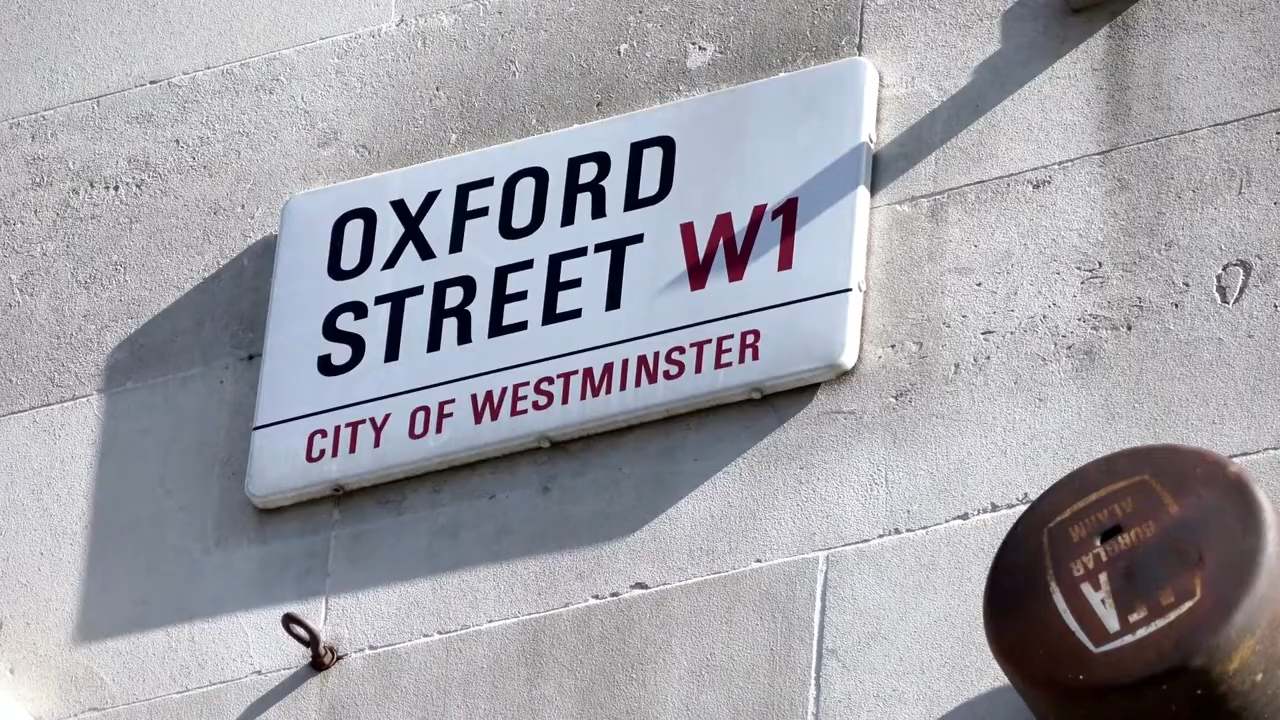 OXFORD
STREET W1
CITY OF WESTMINSTER
BURGLAR
ALARM